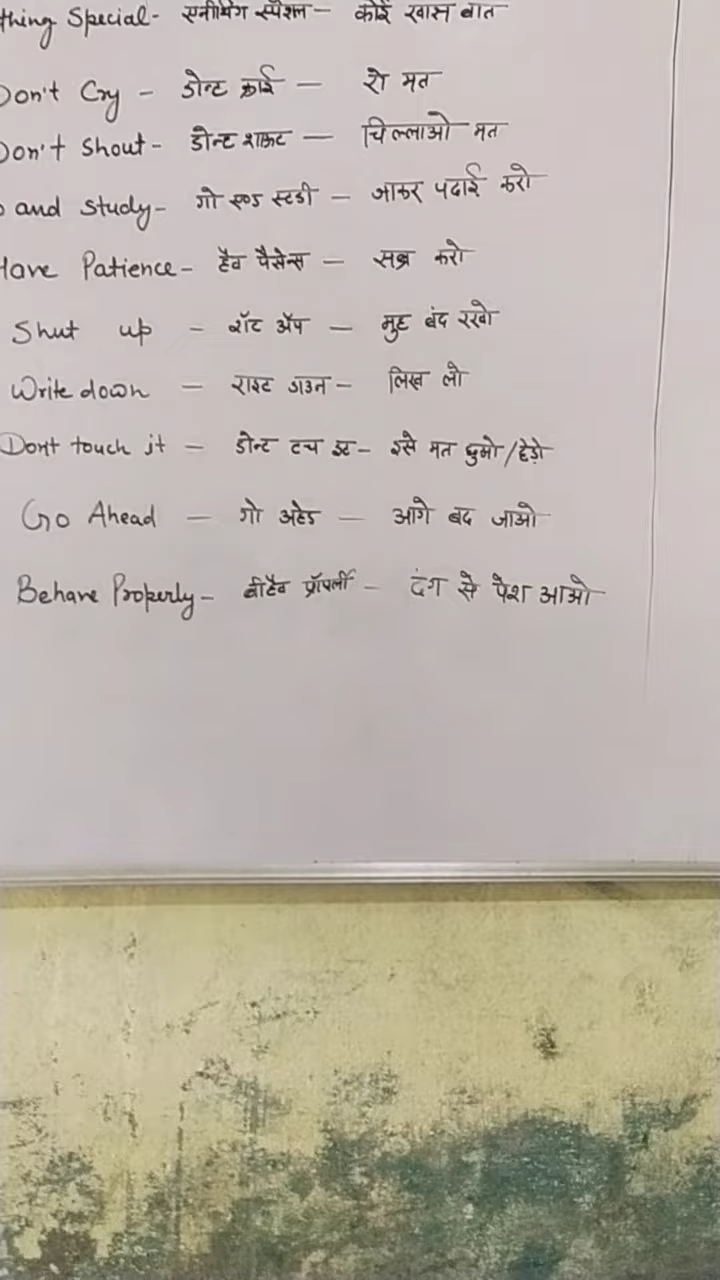 thing Special- एनीथिंग स्पेशल- कोई खास बात
Don't Cry - डोन्ट क्राई - रो मत
Don't Shout- डोन्ट शाऊट - चिल्लाओ मत
and study- गो एण्ड स्टडी - जाकर पढाई करो
Have Patience- हैव पैसेन्स - सब्र करो
Shut up - शॅट अॅप - मुह बंद रखो
Write down - राइट डाउन- लिख लो
Dont touch it - डोन्ट टच इट- इसे मत छुओ/छेड़ो
Go Ahead - गो अहेड - आगे बढ जाओ
Behave Properly- बीहैव प्रॉपर्ली- ढंग से पेश आओ